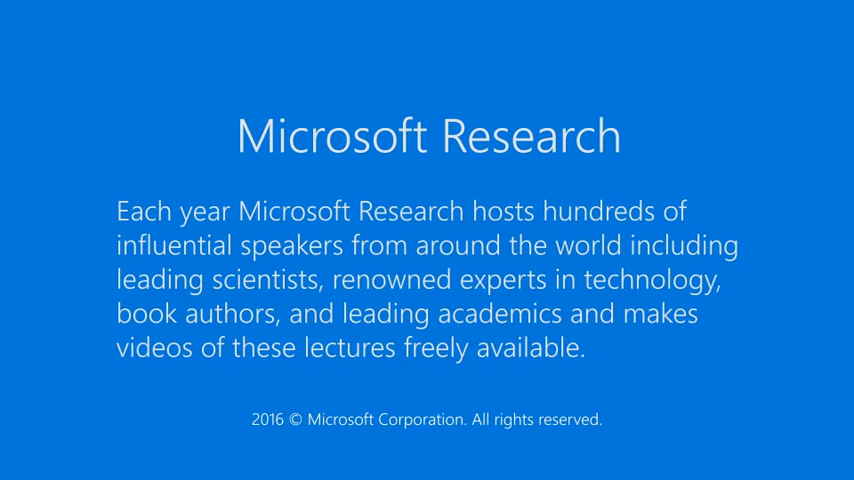 Microsoft Research
Each year Microsoft Research hosts hundreds of
influential speakers from around the world including
leading scientists, renowned experts in technology,
book authors, and leading academics and makes
videos of these lectures freely available.
2016 © Microsoft Corporation. All rights reserved.